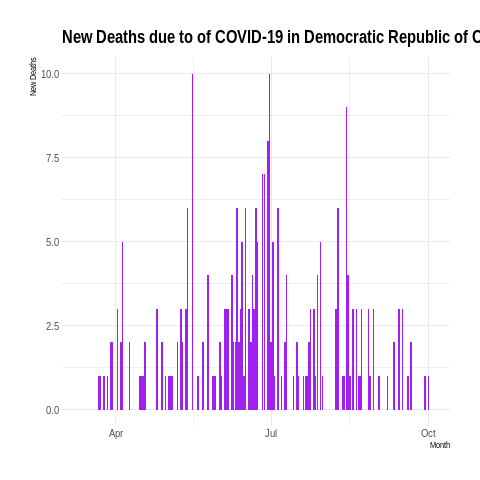 New Deaths due to of COVID-19 in Democratic Republic of C
New Deaths
10.0
7.5
5.0
2.5
0.0
Apr Jul Oct
Month